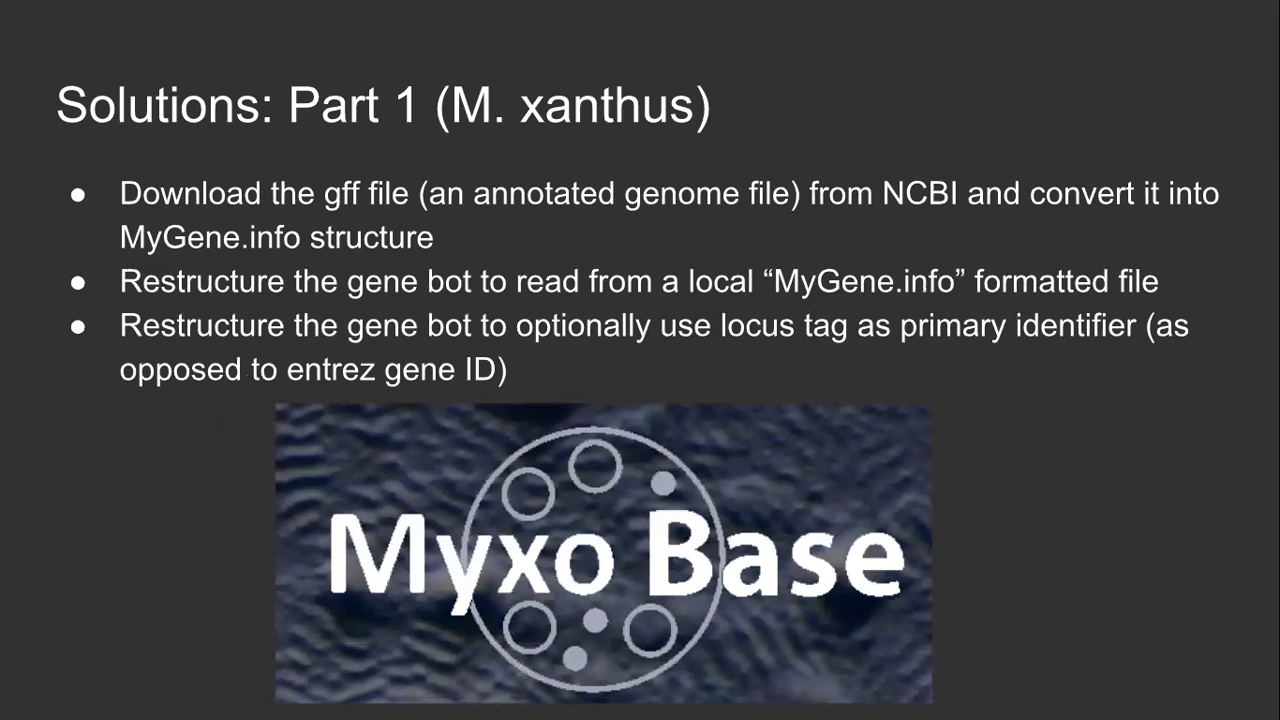 Solutions: Part 1 (M. xanthus)
● Download the gff file (an annotated genome file) from NCBI and convert it into
MyGene.info structure
● Restructure the gene bot to read from a local “MyGene.info” formatted file
● Restructure the gene bot to optionally use locus tag as primary identifier (as
opposed to entrez gene ID)
Myxo Base